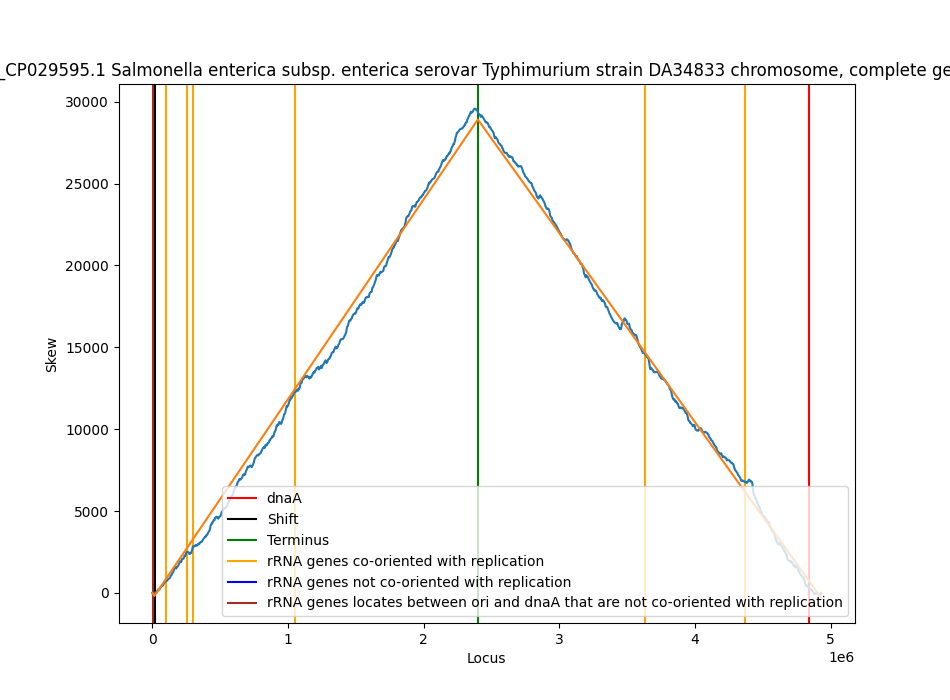 _CP029595.1 Salmonella enterica subsp. enterica serovar Typhimurium strain DA34833 chromosome, complete ge
30000
25000
20000
15000
10000
5000
0
Skew
dnaA
Shift
Terminus
rRNA genes co-oriented with replication
rRNA genes not co-oriented with replication
rRNA genes locates between ori and dnaA that are not co-oriented with replication
0 1 2 3 4 5
1e6
Locus